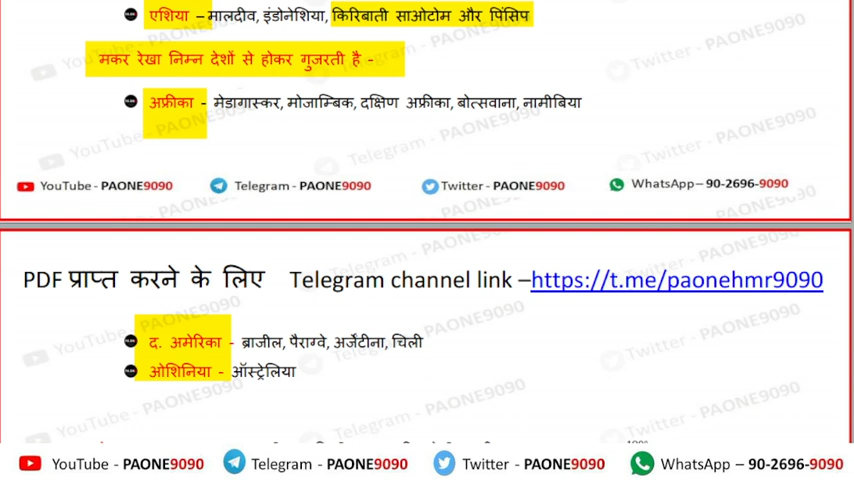 एशिया – मालदीव, इंडोनेशिया, किरिबाती साओटोम और पिंसिप
मकर रेखा निम्न देशों से होकर गुजरती है -
अफ्रीका - मेडागास्कर, मोजाम्बिक, दक्षिण अफ्रीका, बोत्सवाना, नामीबिया
YouTube - PAONE9090 Telegram - PAONE9090 Twitter - PAONE9090 WhatsApp – 90-2696-9090
PDF प्राप्त करने के लिए Telegram channel link –https://t.me/paonehmr9090
द. अमेरिका - ब्राजील, पैराग्वे, अर्जेंटीना, चिली
ओशिनिया - ऑस्ट्रेलिया
YouTube - PAONE9090 Telegram - PAONE9090 Twitter - PAONE9090 WhatsApp – 90-2696-9090